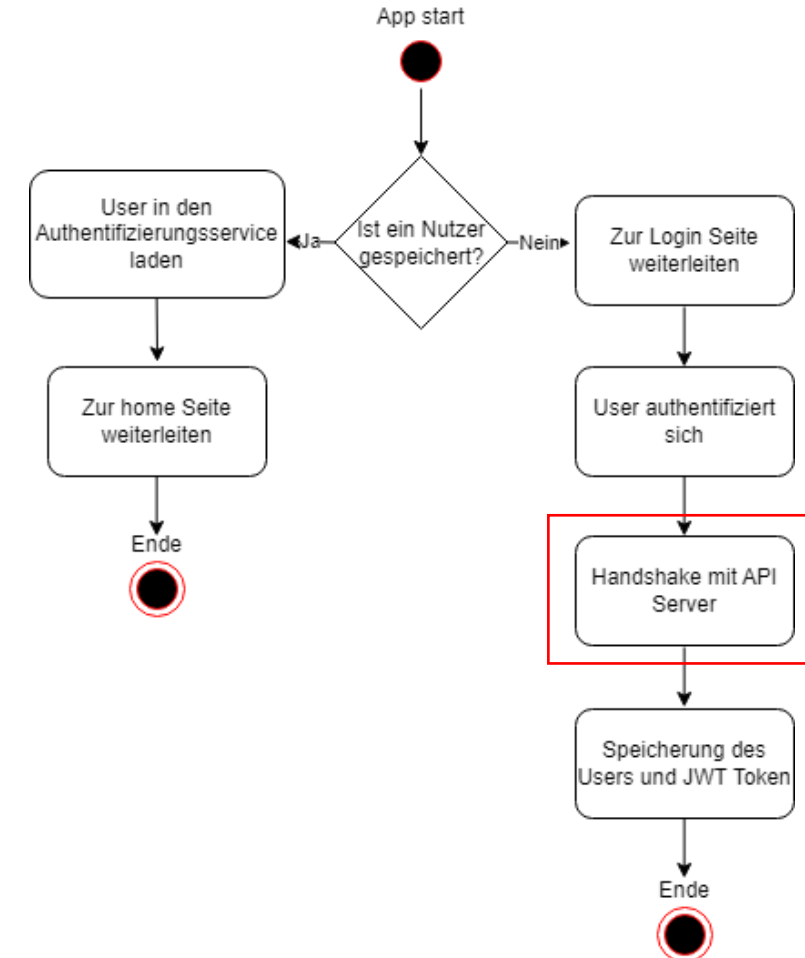 App start
Ist ein Nutzer
gespeichert?
Ja
Nein
User in den
Authentifizierungsservice
laden
Zur home Seite
weiterleiten
Ende
Zur Login Seite
weiterleiten
User authentifiziert
sich
Handshake mit API
Server
Speicherung des
Users und JWT Token
Ende